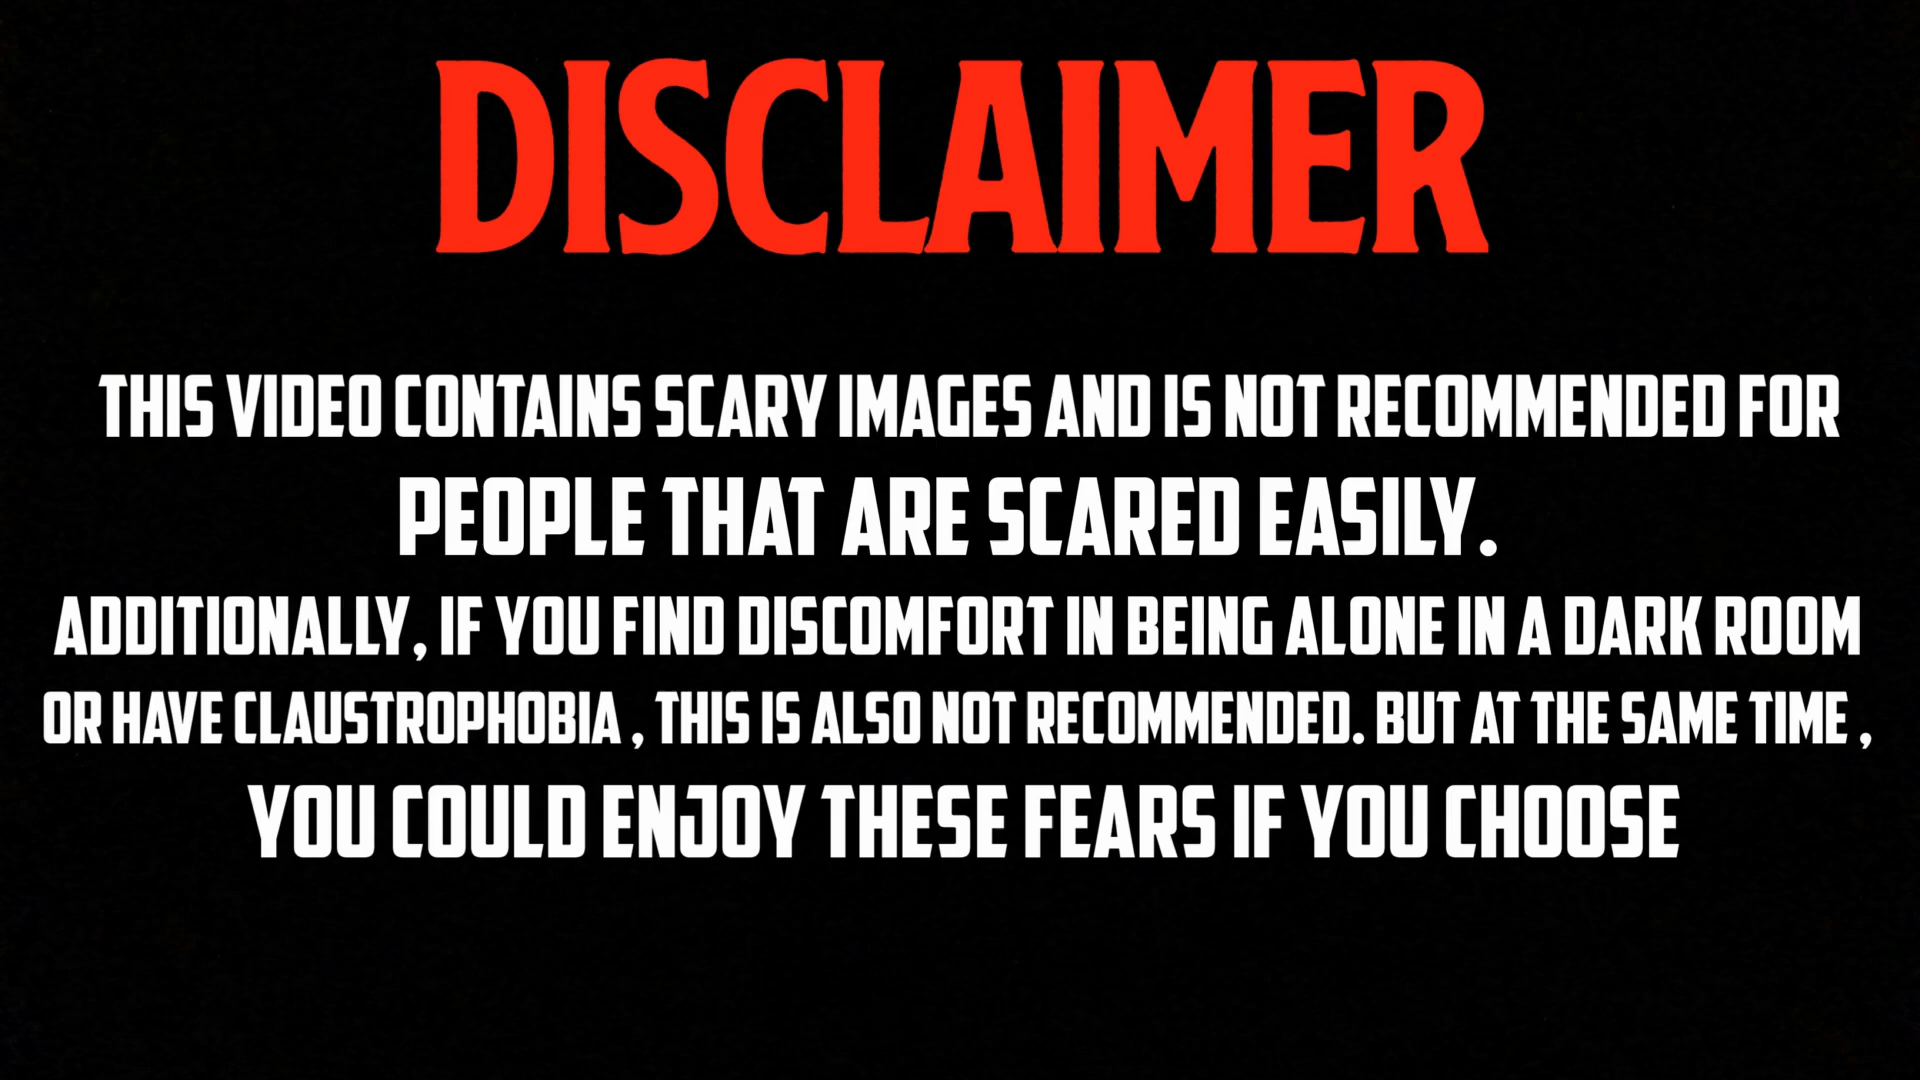 DISCLAIMER
THIS VIDEO CONTAINS SCARY IMAGES AND IS NOT RECOMMENDED FOR
PEOPLE THAT ARE SCARED EASILY.
ADDITIONALLY, IF YOU FIND DISCOMFORT IN BEING ALONE IN A DARK ROOM
OR HAVE CLAUSTROPHOBIA , THIS IS ALSO NOT RECOMMENDED. BUT AT THE SAME TIME ,
YOU COULD ENJOY THESE FEARS IF YOU CHOOSE